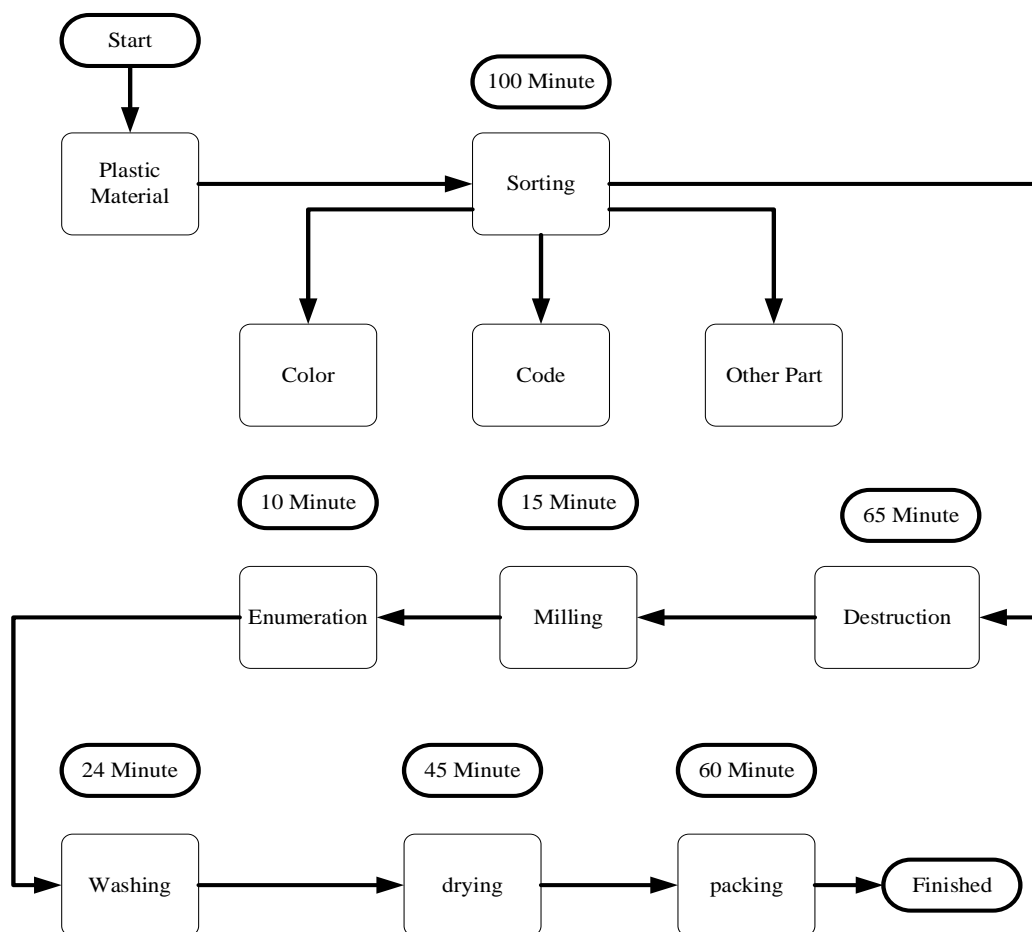 Start
100 Minute
Plastic
Material
Sorting
Color
Code
Other Part
10 Minute
15 Minute
65 Minute
Enumeration
Milling
Destruction
24 Minute
45 Minute
60 Minute
Washing
drying
packing
Finished